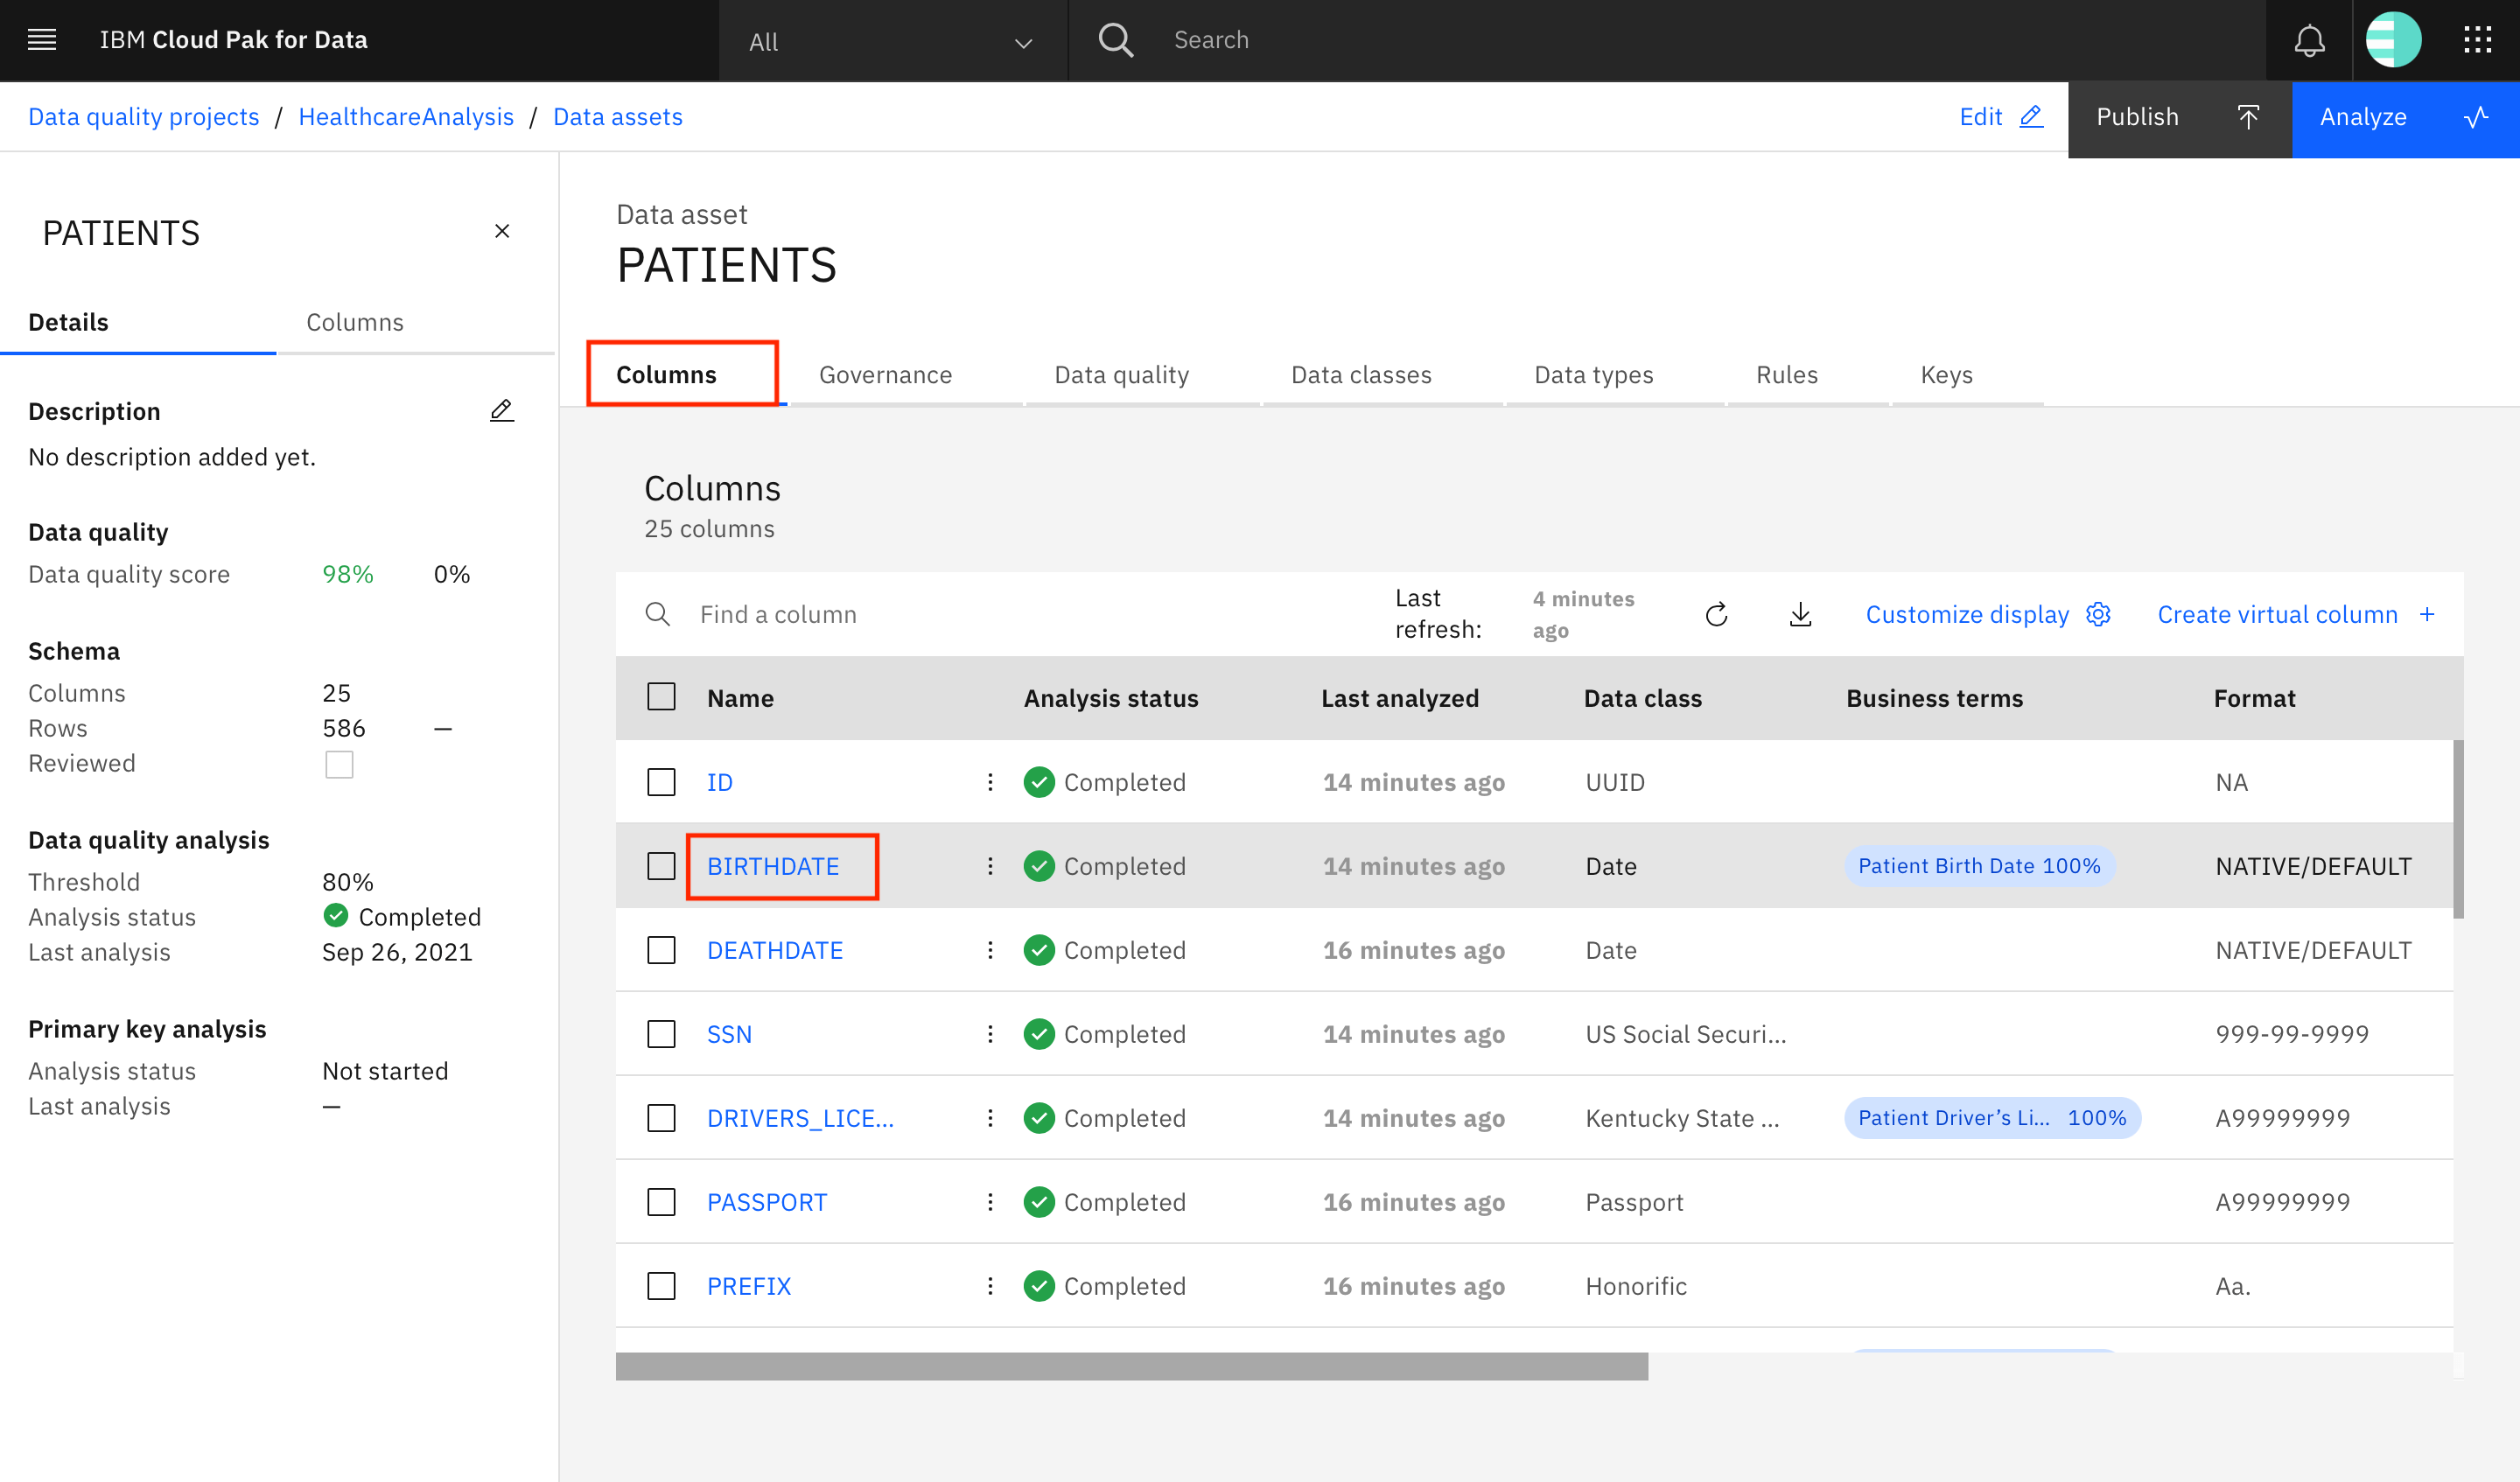 IBM Cloud Pak for Data
All
Search
Data quality projects / HealthcareAnalysis / Data assets
Edit
Publish
Analyze
PATIENTS
Details
Columns
Description
No description added yet.
Data quality
Data quality score 98% 0%
Schema
Columns 25
Rows 586 —
Reviewed
Data quality analysis
Threshold 80%
Analysis status Completed
Last analysis Sep 26, 2021
Primary key analysis
Analysis status Not started
Last analysis —
Data asset
PATIENTS
Columns
Governance
Data quality
Data classes
Data types
Rules
Keys
Columns
25 columns
Find a column
Last
refresh:
4 minutes
ago
Customize display
Create virtual column +
Name Analysis status Last analyzed Data class Business terms Format
ID Completed 14 minutes ago UUID NA
BIRTHDATE Completed 14 minutes ago Date Patient Birth Date 100% NATIVE/DEFAULT
DEATHDATE Completed 16 minutes ago Date NATIVE/DEFAULT
SSN Completed 14 minutes ago US Social Securi... 999-99-9999
DRIVERS_LICE... Completed 14 minutes ago Kentucky State ... Patient Driver’s Li... 100% A99999999
PASSPORT Completed 16 minutes ago Passport A99999999
PREFIX Completed 16 minutes ago Honorific Aa.